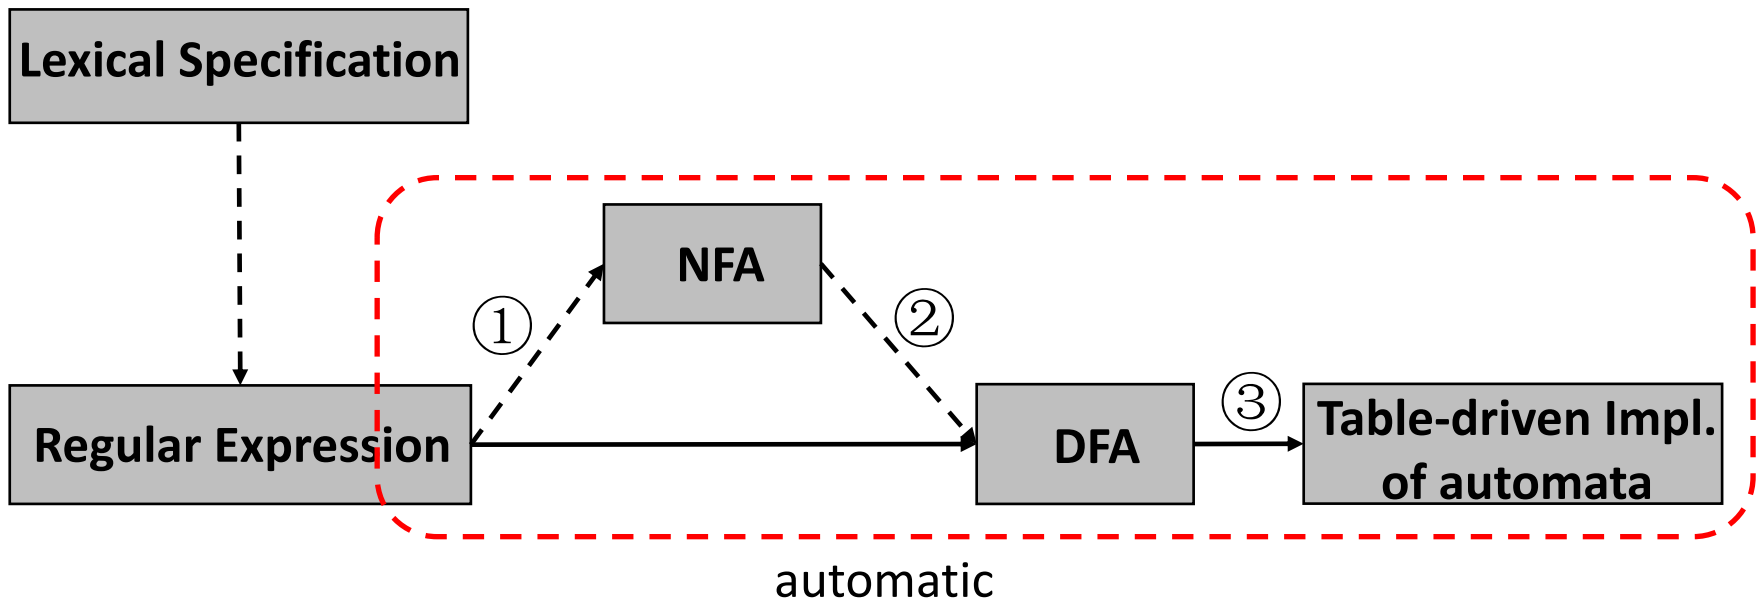 Lexical Specification
NFA
①
②
③
Regular Expression
DFA
Table-driven Impl.
of automata
automatic